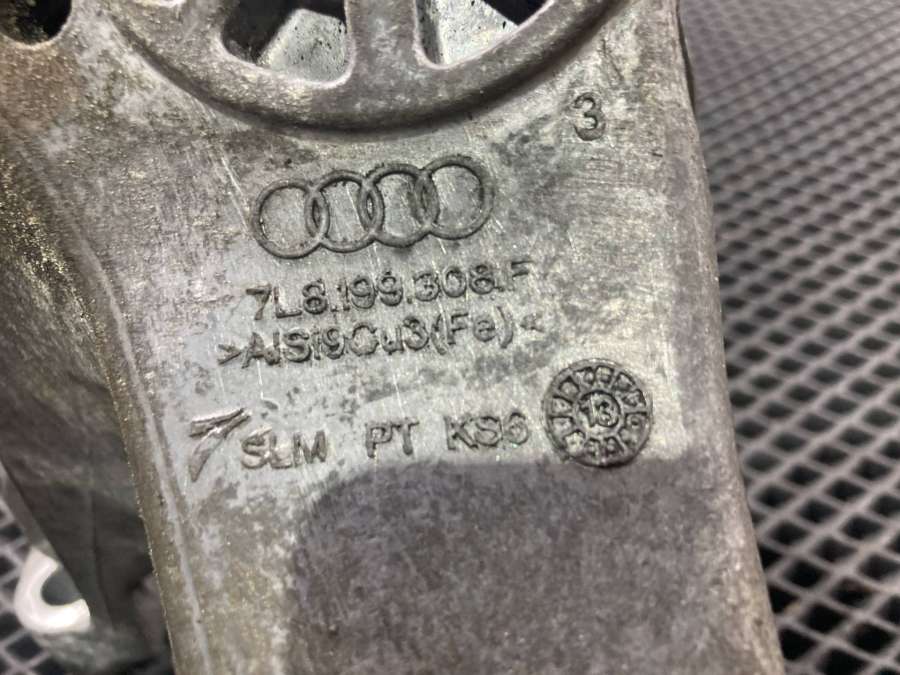 3
7L8.199.308.F
>AlSi9Cu3(Fe)<
SLM PT KS6
13